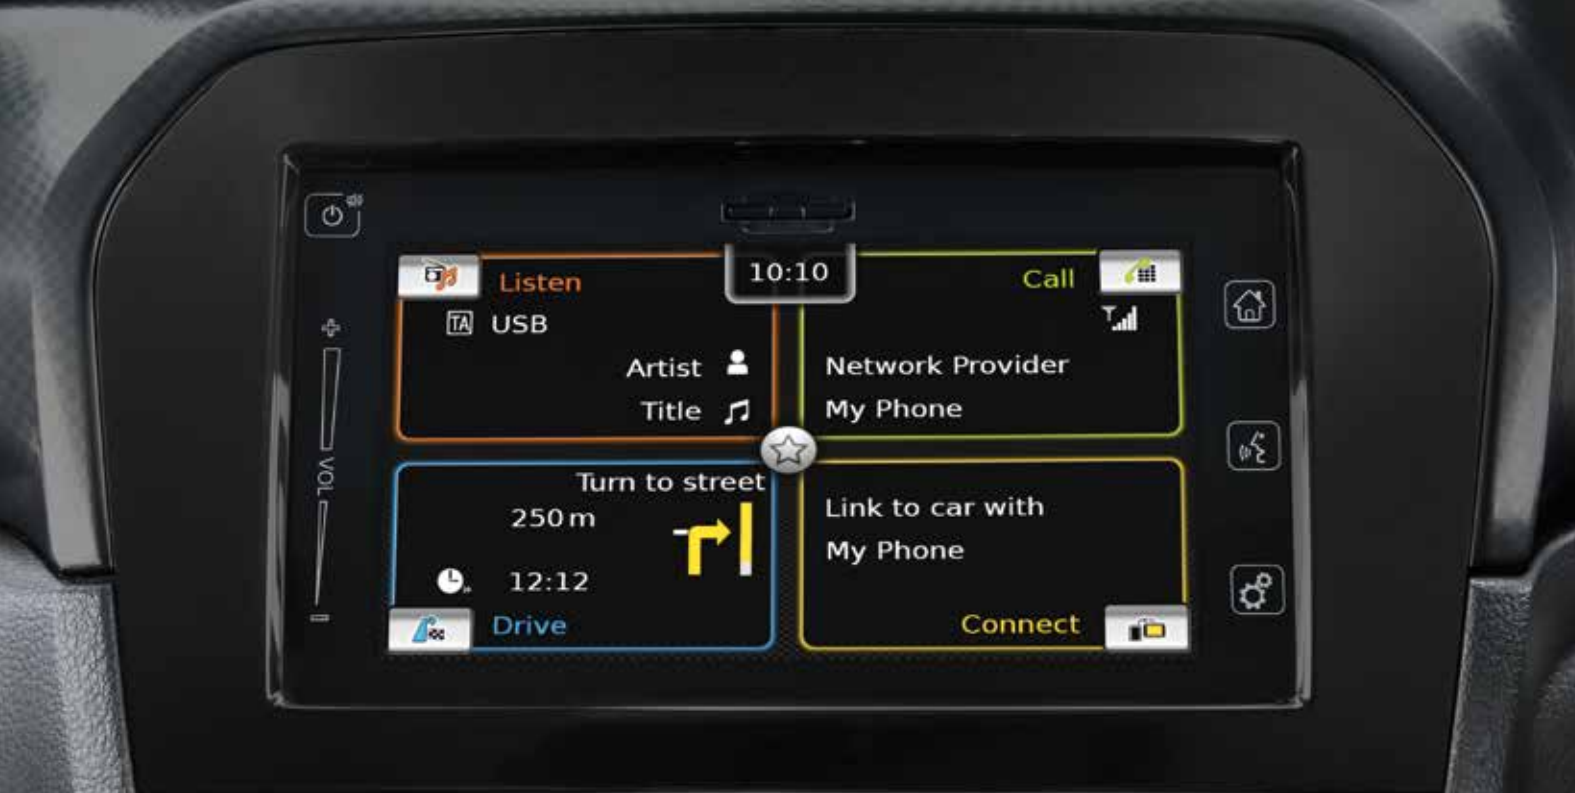 10:10
Listen
TA USB
Artist
Title
Call
Network Provider
My Phone
VOL
Turn to street
250 m
12:12
Drive
Link to car with
My Phone
Connect